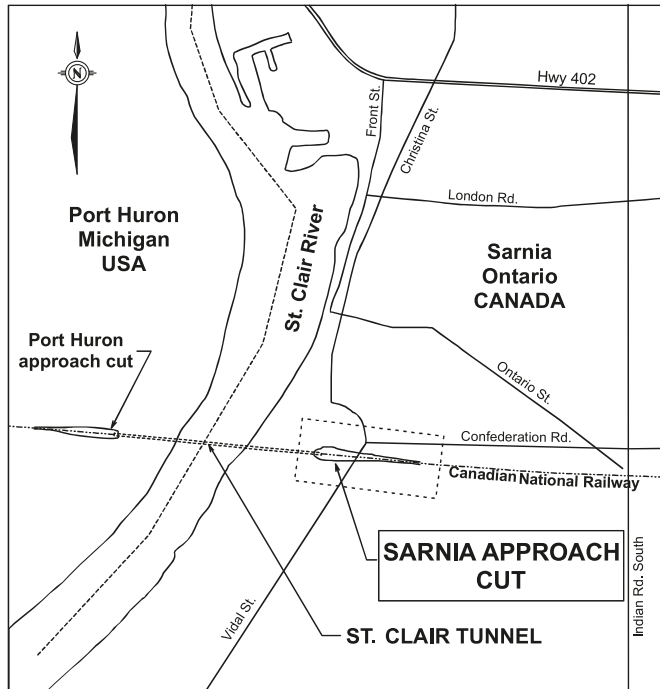 N
Hwy 402
Front St.
Christina St.
London Rd.
Port Huron
Michigan
USA
St. Clair River
Sarnia
Ontario
CANADA
Port Huron
approach cut
Ontario St.
Confederation Rd.
Canadian National Railway
SARNIA APPROACH
CUT
Vidal St.
ST. CLAIR TUNNEL
Indian Rd. South